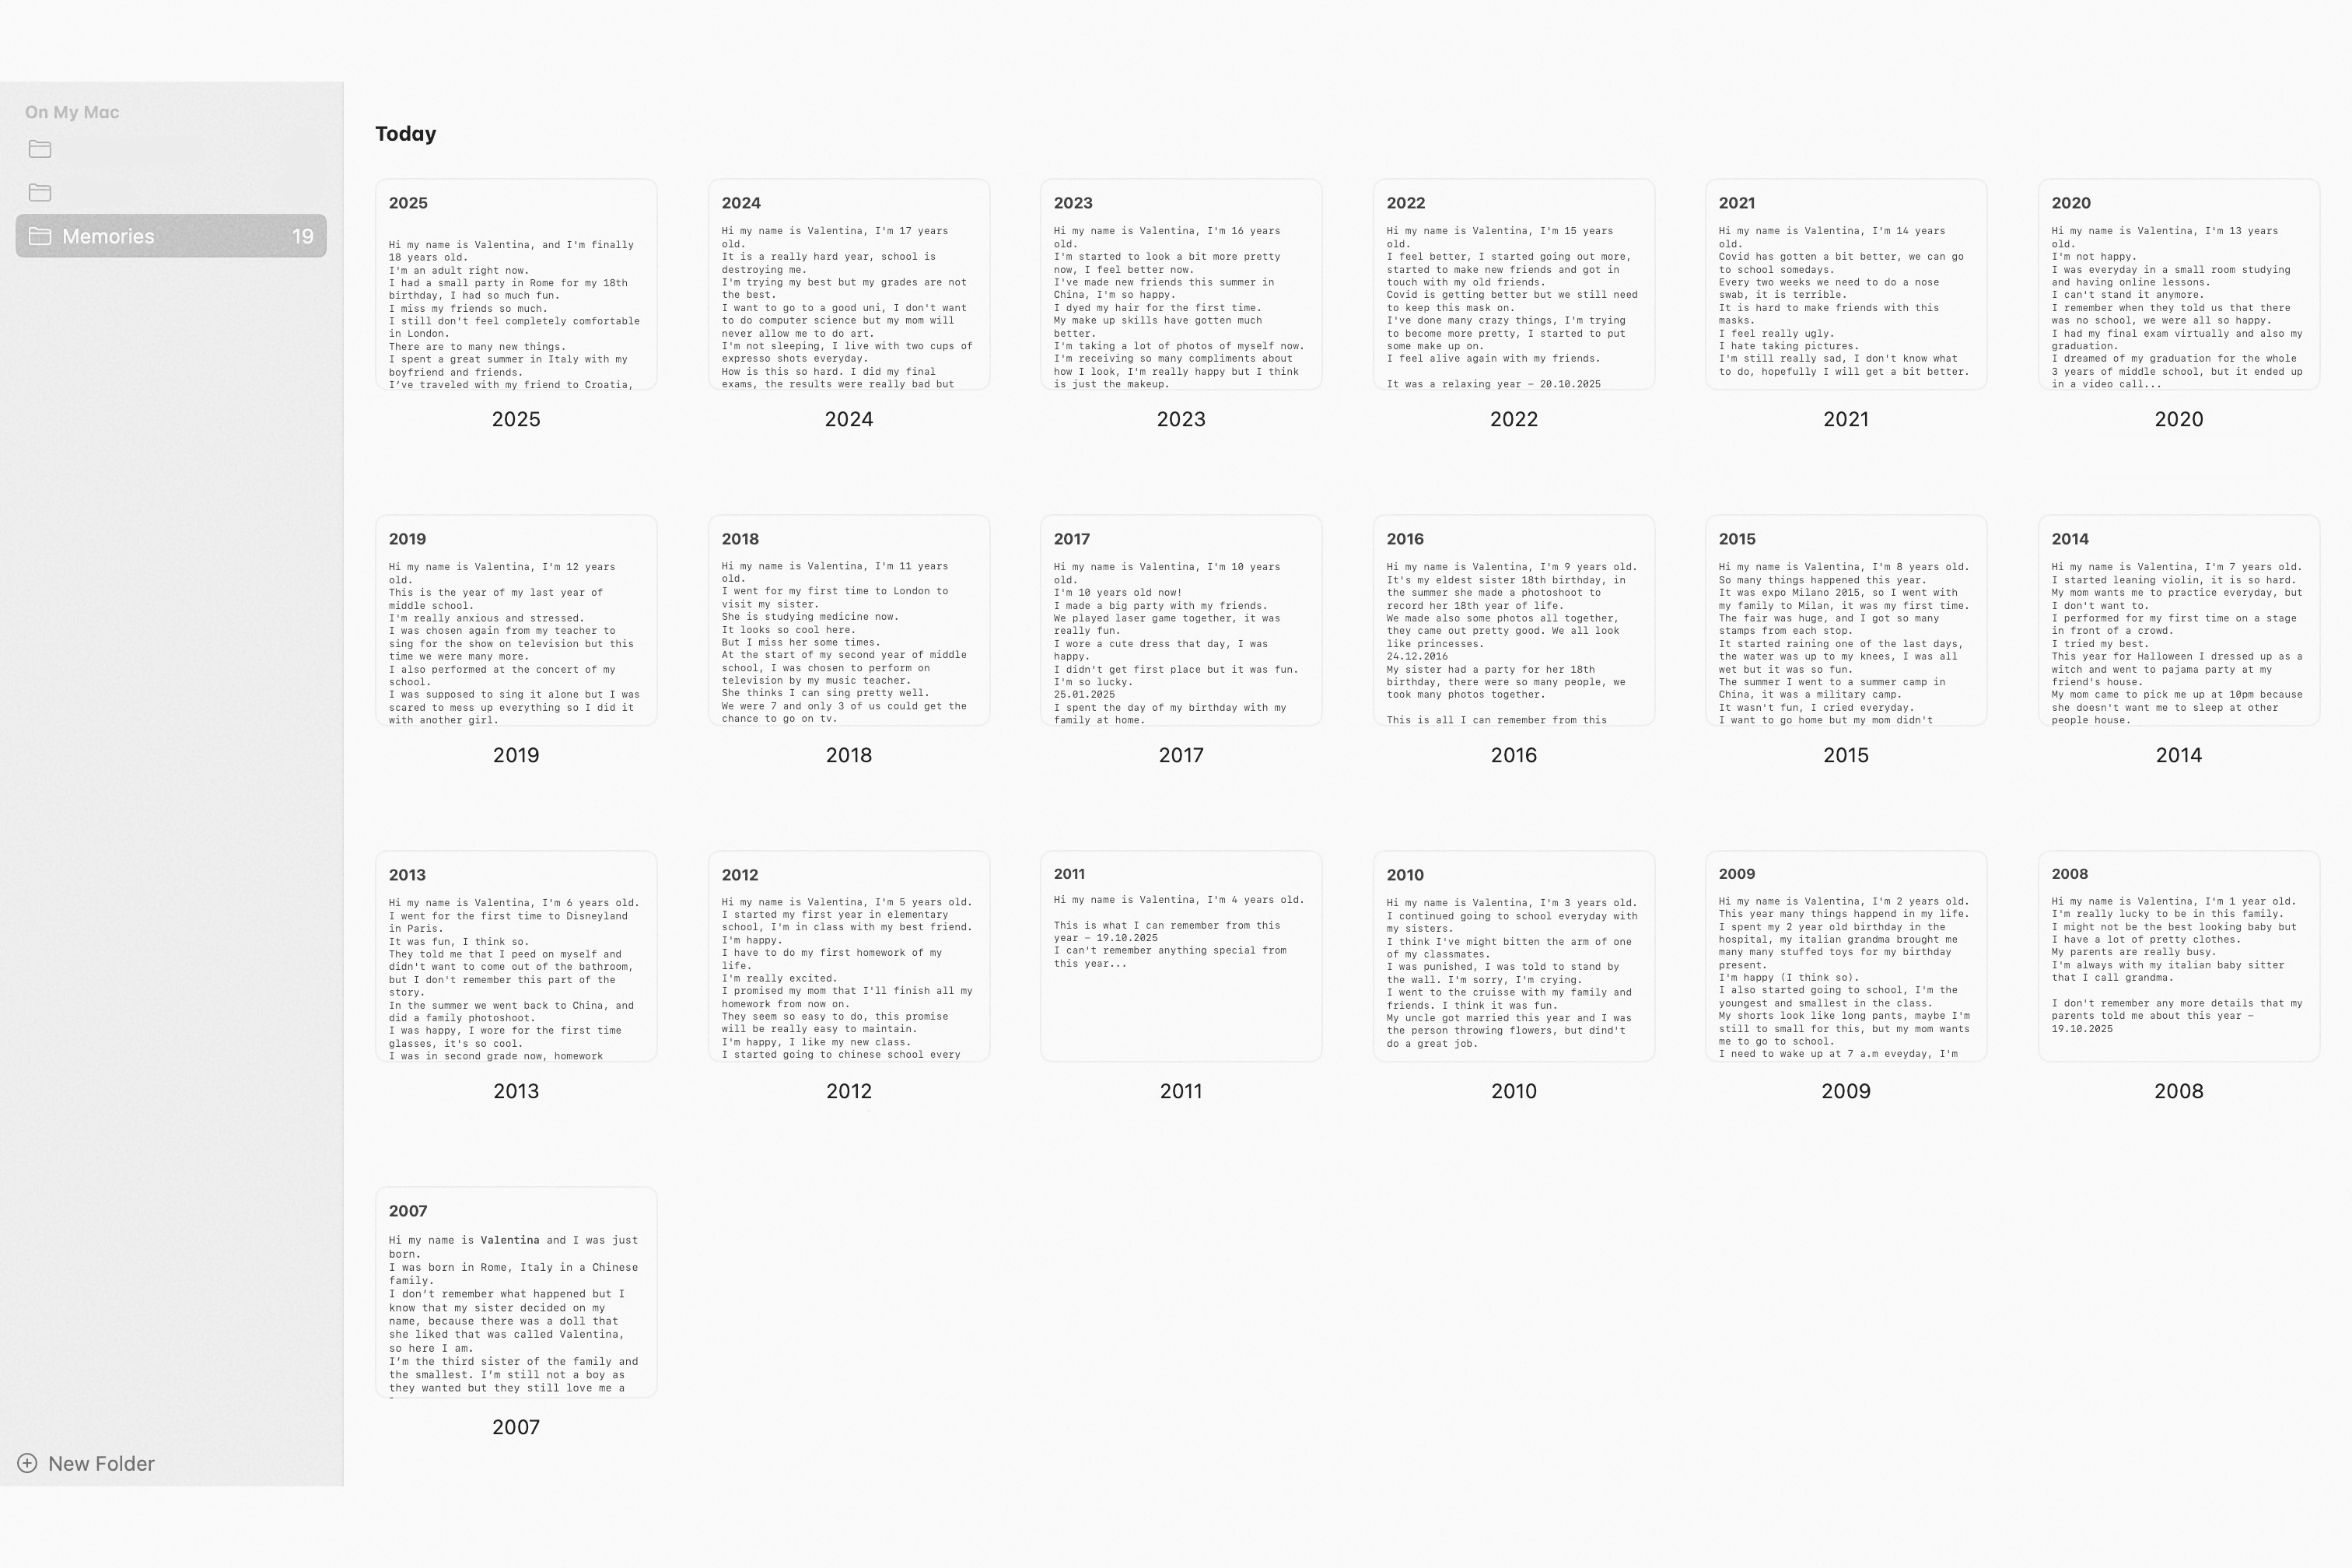 On My Mac
Memories 19
New Folder
Today
2025
Hi my name is Valentina, and I'm finally
18 years old.
I'm an adult right now.
I had a small party in Rome for my 18th
birthday, I had so much fun.
I miss my friends so much.
I still don't feel completely comfortable
in London.
There are to many new things.
I spent a great summer in Italy with my
boyfriend and friends.
I've traveled with my friend to Croatia,
2025
2024
Hi my name is Valentina, I'm 17 years
old.
It is a really hard year, school is
destroying me.
I'm trying my best but my grades are not
the best.
I want to go to a good uni, I don't want
to do computer science but my mom will
never allow me to do art.
I'm not sleeping, I live with two cups of
expresso shots everyday.
How is this so hard. I did my final
exams, the results were really bad but
2024
2023
Hi my name is Valentina, I'm 16 years
old.
I'm started to look a bit more pretty
now, I feel better now.
I've made new friends this summer in
China, I'm so happy.
I dyed my hair for the first time.
My make up skills have gotten much
better.
I'm taking a lot of photos of myself now.
I'm receiving so many compliments about
how I look, I'm really happy but I think
is just the makeup.
2023
2022
Hi my name is Valentina, I'm 15 years
old.
I feel better, I started going out more,
started to make new friends and got in
touch with my old friends.
Covid is getting better but we still need
to keep this mask on.
I've done many crazy things, I'm trying
to become more pretty, I started to put
some make up on.
I feel alive again with my friends.
It was a relaxing year – 20.10.2025
2022
2021
Hi my name is Valentina, I'm 14 years
old.
Covid has gotten a bit better, we can go
to school somedays.
Every two weeks we need to do a nose
swab, it is terrible.
It is hard to make friends with this
masks.
I feel really ugly.
I hate taking pictures.
I'm still really sad, I don't know what
to do, hopefully I will get a bit better.
2021
2020
Hi my name is Valentina, I'm 13 years
old.
I'm not happy.
I was everyday in a small room studying
and having online lessons.
I can't stand it anymore.
I remember when they told us that there
was no school, we were all so happy.
I had my final exam virtually and also my
graduation.
I dreamed of my graduation for the whole
3 years of middle school, but it ended up
in a video call...
2020
2019
Hi my name is Valentina, I'm 12 years
old.
This is the year of my last year of
middle school.
I'm really anxious and stressed.
I was chosen again from my teacher to
sing for the show on television but this
time we were many more.
I also performed at the concert of my
school.
I was supposed to sing it alone but I was
scared to mess up everything so I did it
with another girl.
2019
2018
Hi my name is Valentina, I'm 11 years
old.
I went for my first time to London to
visit my sister.
She is studying medicine now.
It looks so cool here.
But I miss her some times.
At the start of my second year of middle
school, I was chosen to perform on
television by my music teacher.
She thinks I can sing pretty well.
We were 7 and only 3 of us could get the
chance to go on tv.
2018
2017
Hi my name is Valentina, I'm 10 years
old.
I'm 10 years old now!
I made a big party with my friends.
We played laser game together, it was
really fun.
I wore a cute dress that day, I was
happy.
I didn't get first place but it was fun.
I'm so lucky.
25.01.2025
I spent the day of my birthday with my
family at home.
2017
2016
Hi my name is Valentina, I'm 9 years old.
It's my eldest sister 18th birthday, in
the summer she made a photoshoot to
record her 18th year of life.
We made also some photos all together,
they came out pretty good. We all look
like princesses.
24.12.2016
My sister had a party for her 18th
birthday, there were so many people, we
took many photos together.
This is all I can remember from this
2016
2015
Hi my name is Valentina, I'm 8 years old.
So many things happened this year.
It was expo Milano 2015, so I went with
my family to Milan, it was my first time.
The fair was huge, and I got so many
stamps from each stop.
It started raining one of the last days,
the water was up to my knees, I was all
wet but it was so fun.
The summer I went to a summer camp in
China, it was a military camp.
It wasn't fun, I cried everyday.
I want to go home but my mom didn't
2015
2014
Hi my name is Valentina, I'm 7 years old.
I started leaning violin, it is so hard.
My mom wants me to practice everyday, but
I don't want to.
I performed for my first time on a stage
in front of a crowd.
I tried my best.
This year for Halloween I dressed up as a
witch and went to pajama party at my
friend's house.
My mom came to pick me up at 10pm because
she doesn't want me to sleep at other
people house.
2014
2013
Hi my name is Valentina, I'm 6 years old.
I went for the first time to Disneyland
in Paris.
It was fun, I think so.
They told me that I peed on myself and
didn't want to come out of the bathroom,
but I don't remember this part of the
story.
In the summer we went back to China, and
did a family photoshoot.
I was happy, I wore for the first time
glasses, it's so cool.
I was in second grade now, homework
2013
2012
Hi my name is Valentina, I'm 5 years old.
I started my first year in elementary
school, I'm in class with my best friend.
I'm happy.
I have to do my first homework of my
life.
I'm really excited.
I promised my mom that I'll finish all my
homework from now on.
They seem so easy to do, this promise
will be really easy to maintain.
I'm happy, I like my new class.
I started going to chinese school every
2012
2011
Hi my name is Valentina, I'm 4 years old.
This is what I can remember from this
year – 19.10.2025
I can't remember anything special from
this year...
2011
2010
Hi my name is Valentina, I'm 3 years old.
I continued going to school everyday with
my sisters.
I think I've might bitten the arm of one
of my classmates.
I was punished, I was told to stand by
the wall. I'm sorry, I'm crying.
I went to the cruisse with my family and
friends. I think it was fun.
My uncle got married this year and I was
the person throwing flowers, but dind't
do a great job.
2010
2009
Hi my name is Valentina, I'm 2 years old.
This year many things happend in my life.
I spent my 2 year old birthday in the
hospital, my italian grandma brought me
many many stuffed toys for my birthday
present.
I'm happy (I think so).
I also started going to school, I'm the
youngest and smallest in the class.
My shorts look like long pants, maybe I'm
still to small for this, but my mom wants
me to go to school.
I need to wake up at 7 a.m eveyday, I'm
2009
2008
Hi my name is Valentina, I'm 1 year old.
I'm really lucky to be in this family.
I might not be the best looking baby but
I have a lot of pretty clothes.
My parents are really busy.
I'm always with my italian baby sitter
that I call grandma.
I don't remember any more details that my
parents told me about this year –
19.10.2025
2008
2007
Hi my name is Valentina and I was just
born.
I was born in Rome, Italy in a Chinese
family.
I don't remember what happened but I
know that my sister decided on my
name, because there was a doll that
she liked that was called Valentina,
so here I am.
I'm the third sister of the family and
the smallest. I'm still not a boy as
they wanted but they still love me a
2007